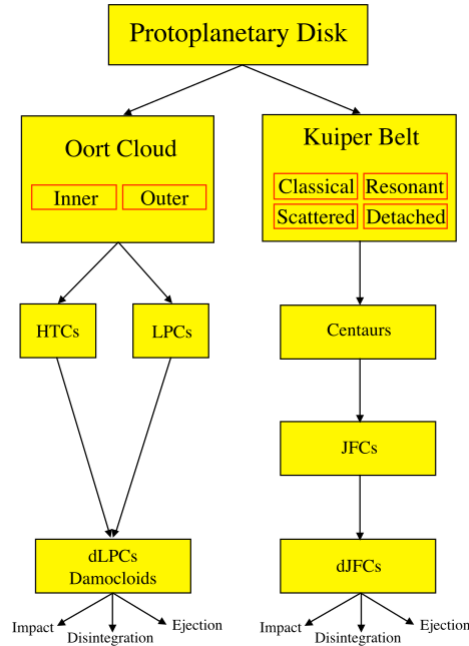 Protoplanetary Disk
Oort Cloud
Inner Outer
Kuiper Belt
Classical Resonant
Scattered Detached
HTCs
LPCs
Centaurs
JFCs
dLPCs
Damocloids
dJFCs
Impact
Disintegration
Ejection
Impact
Disintegration
Ejection